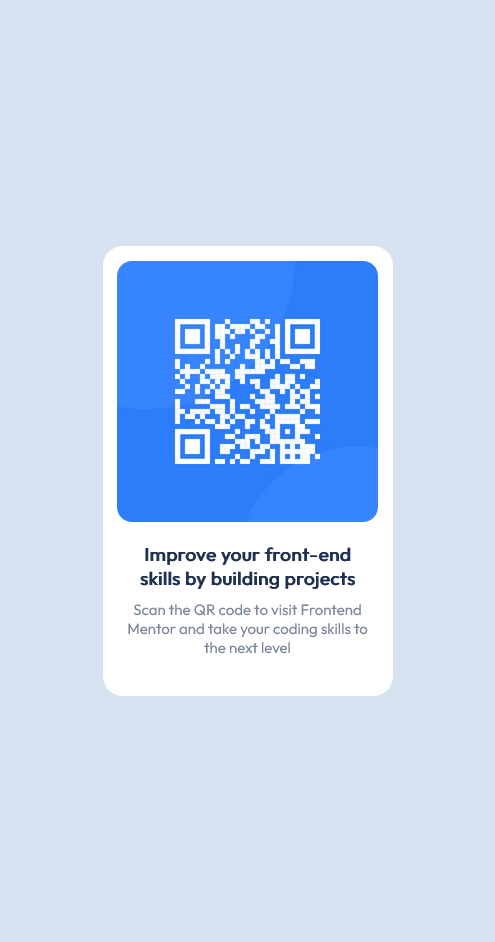 Improve your front-end
skills by building projects
Scan the QR code to visit Frontend
Mentor and take your coding skills to
the next level